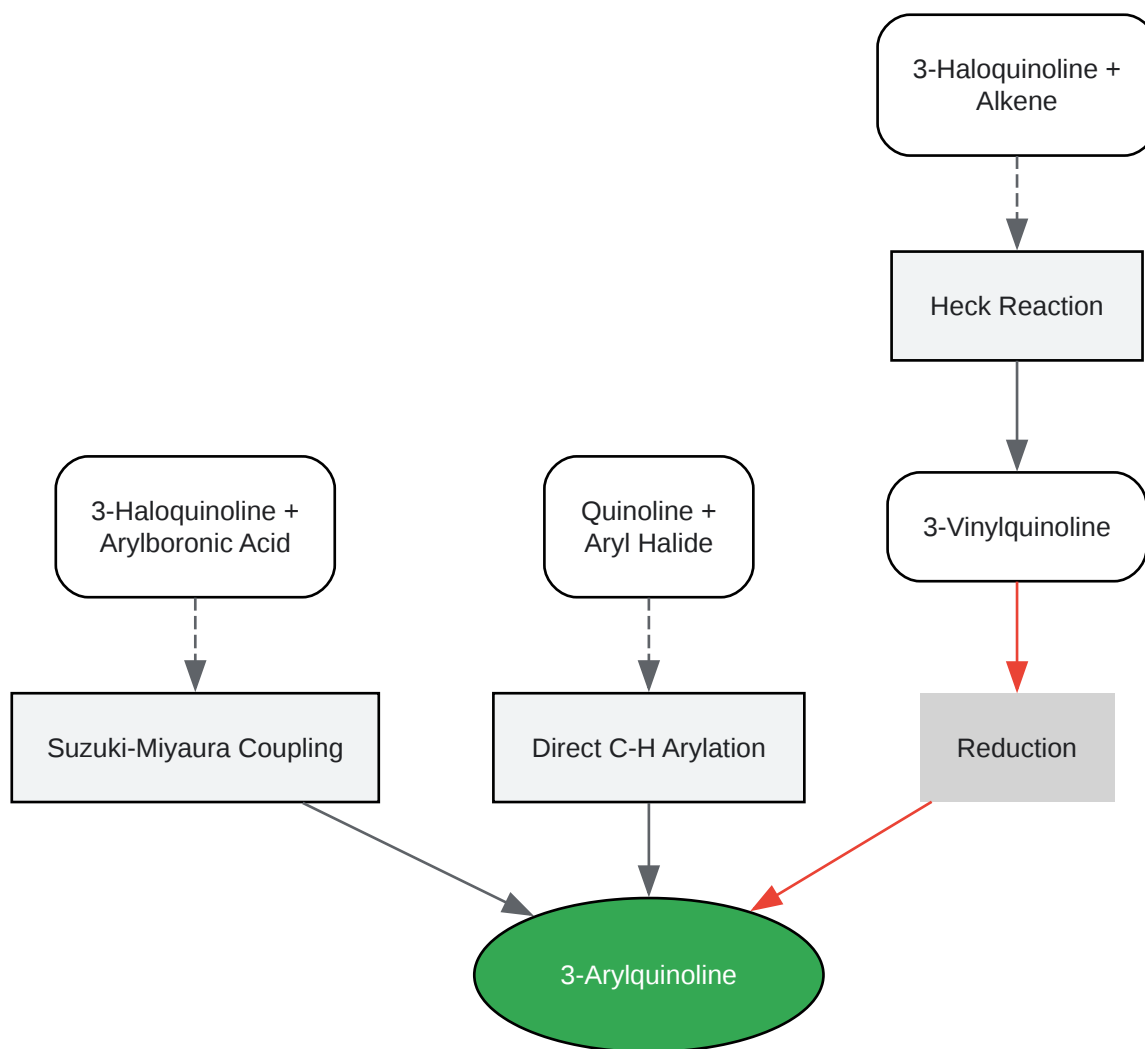 3-Haloquinoline +
Alkene
Heck Reaction
3-Haloquinoline +
Arylboronic Acid
Quinoline +
Aryl Halide
3-Vinylquinoline
Suzuki-Miyaura Coupling
Direct C-H Arylation
Reduction
3-Arylquinoline